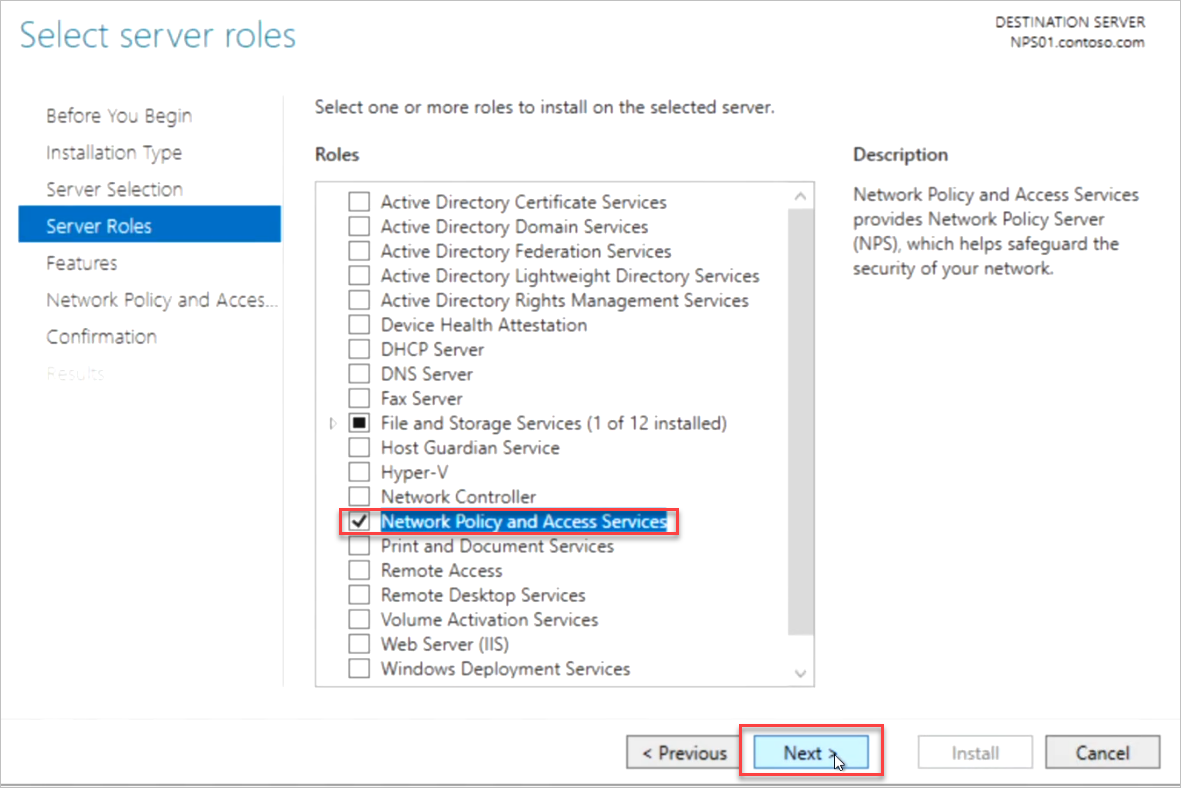 Select server roles
DESTINATION SERVER
NPS01.contoso.com
Before You Begin
Installation Type
Server Selection
Server Roles
Features
Network Policy and Acces...
Confirmation
Results
Select one or more roles to install on the selected server.
Roles
Active Directory Certificate Services
Active Directory Domain Services
Active Directory Federation Services
Active Directory Lightweight Directory Services
Active Directory Rights Management Services
Device Health Attestation
DHCP Server
DNS Server
Fax Server
File and Storage Services (1 of 12 installed)
Host Guardian Service
Hyper-V
Network Controller
Network Policy and Access Services
Print and Document Services
Remote Access
Remote Desktop Services
Volume Activation Services
Web Server (IIS)
Windows Deployment Services
Description
Network Policy and Access Services
provides Network Policy Server
(NPS), which helps safeguard the
security of your network.
< Previous
Next >
Install
Cancel